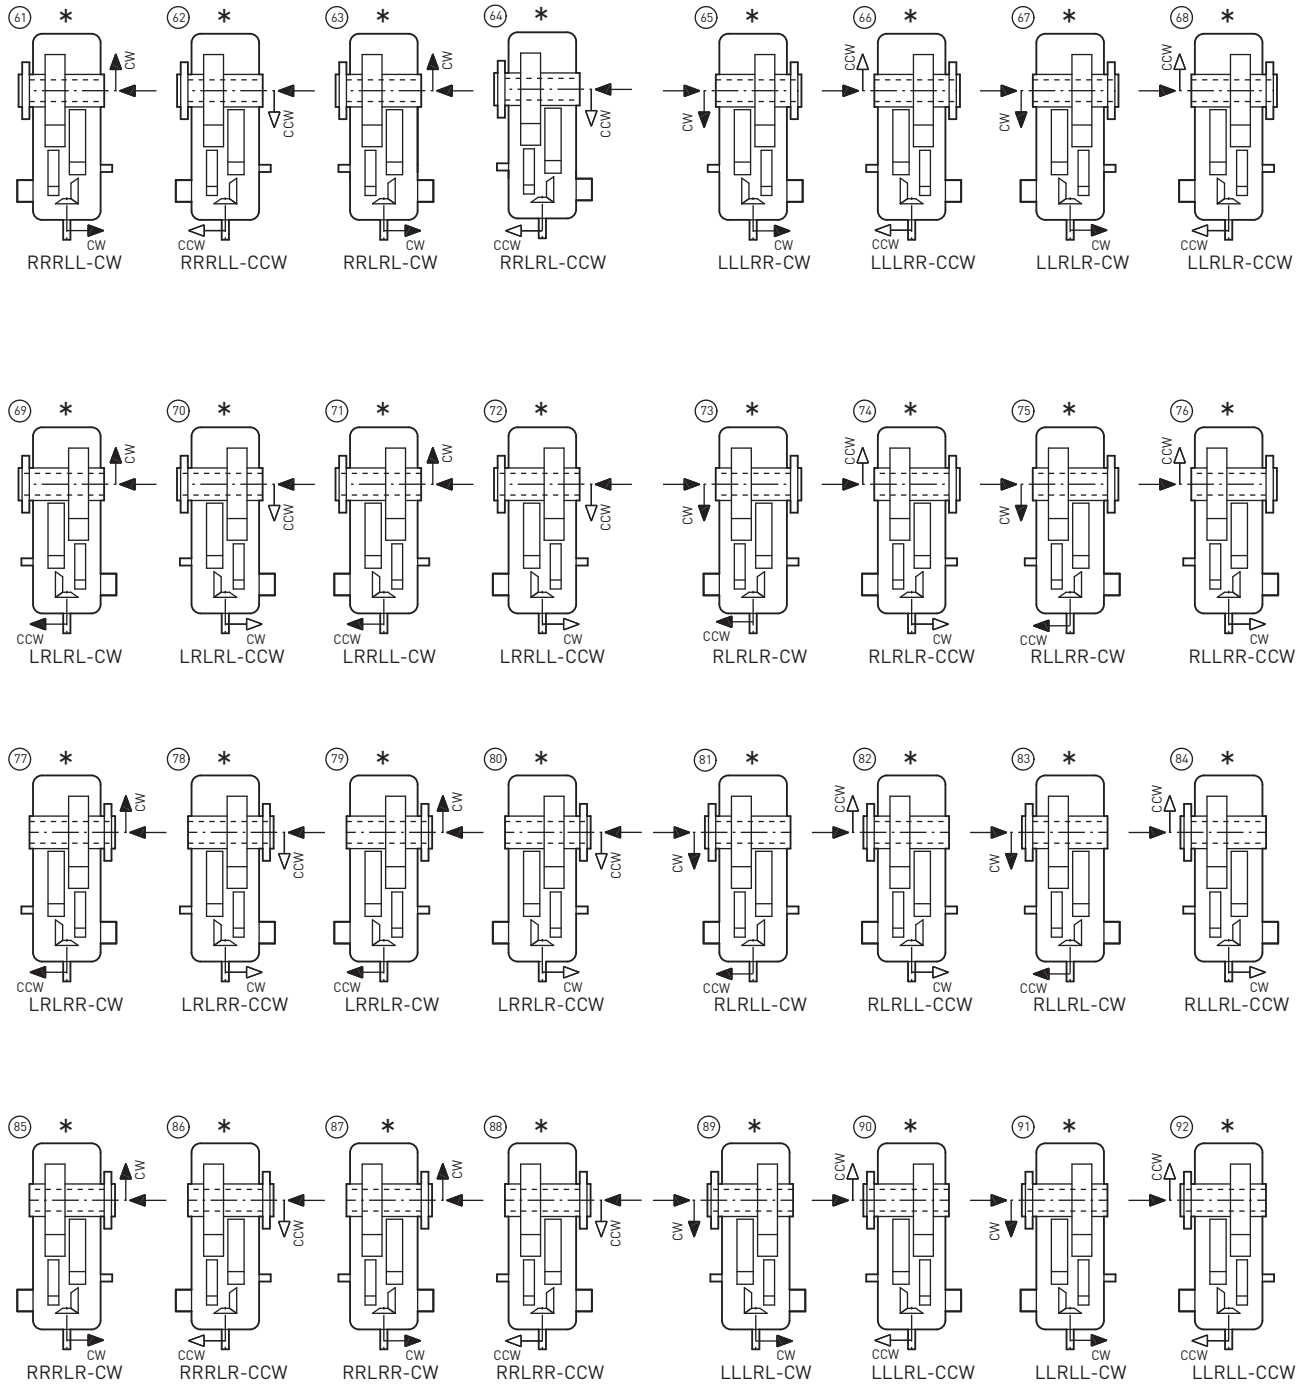 61 * 62 * 63 * 64 * 65 * 66 * 67 * 68 *
CW CCW CW CCW CW CCW CW CCW
CW CCW CW CCW CW CCW CW CCW
RRRLL-CW RRRLL-CCW RRLRL-CW RRLRL-CCW LLLRR-CW LLLRR-CCW LLRLR-CW LLRLR-CCW
69 * 70 * 71 * 72 * 73 * 74 * 75 * 76 *
CW CCW CW CCW CW CCW CW CCW
CCW CW CCW CW CCW CW CCW CW
LRLRL-CW LRLRL-CCW LRRLL-CW LRRLL-CCW RLRLR-CW RLRLR-CCW RLLRR-CW RLLRR-CCW
77 * 78 * 79 * 80 * 81 * 82 * 83 * 84 *
CW CCW CW CCW CW CCW CW CCW
CCW CW CCW CW CCW CW CCW CW
LRLRR-CW LRLRR-CCW LRRLR-CW LRRLR-CCW RLRLL-CW RLRLL-CCW RLLRL-CW RLLRL-CCW
85 * 86 * 87 * 88 * 89 * 90 * 91 * 92 *
CW CCW CW CCW CW CCW CW CCW
CW CCW CW CCW CW CCW CW CCW
RRRLR-CW RRRLR-CCW RRLRR-CW RRLRR-CCW LLLRL-CW LLLRL-CCW LLRLL-CW LLRLL-CCW